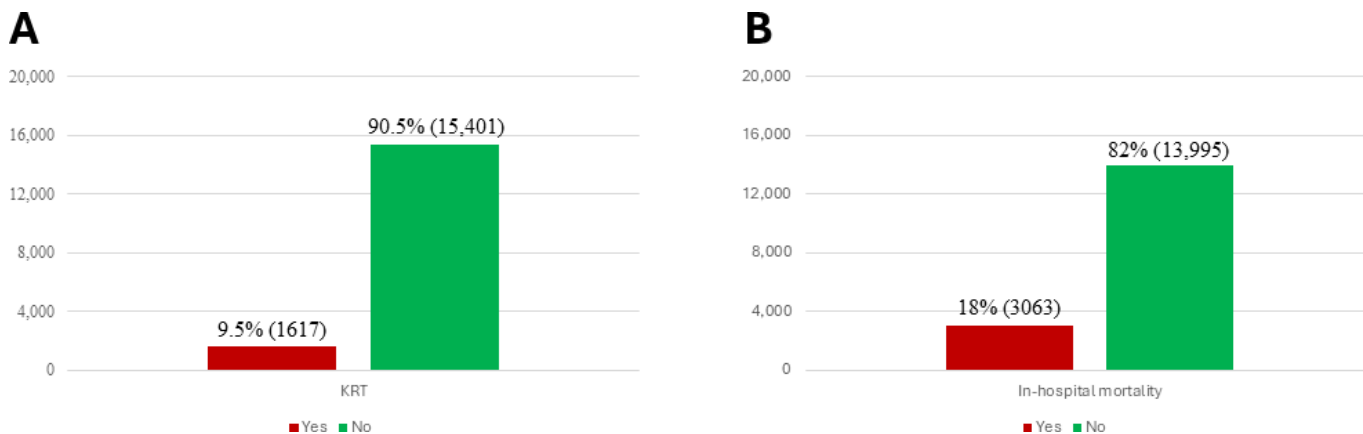 A
20,000
16,000
12,000
8,000
4,000
0
90.5% (15,401)
9.5% (1617)
KRT
Yes No
B
20,000
16,000
12,000
8,000
4,000
0
82% (13,995)
18% (3063)
In-hospital mortality
Yes No